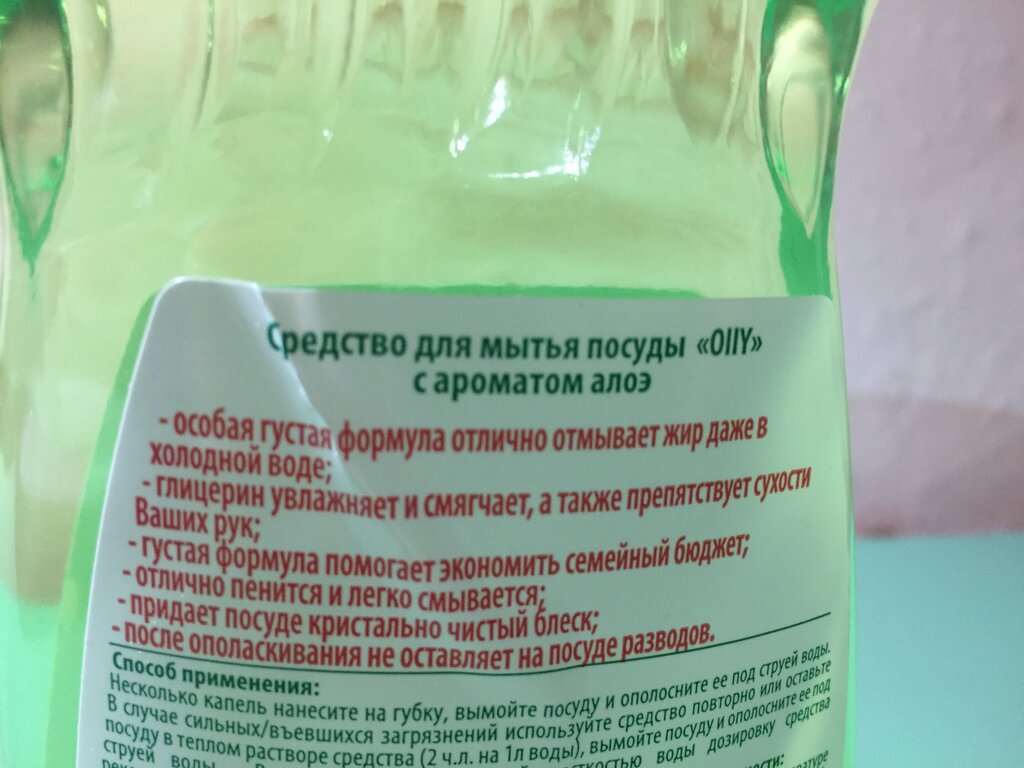 Средство для мытья посуды «OllY»
с ароматом алоэ
- особая густая формула отлично отмывает жир даже в
холодной воде;
- глицерин увлажняет и смягчает, а также препятствует сухости
Ваших рук;
- густая формула помогает экономить семейный бюджет;
- отлично пенится и легко смывается;
- придает посуде кристально чистый блеск;
- после ополаскивания не оставляет на посуде разводов.
Способ применения:
Несколько капель нанесите на губку, вымойте посуду и ополосните ее под струей воды.
В случае сильных/въевшихся загрязнений используйте средство повторно или оставьте
посуду в теплом растворе средства (2 ч.л. на 1л воды), вымойте посуду и ополосните ее под
струей воды. жесткостью воды дозировку средства